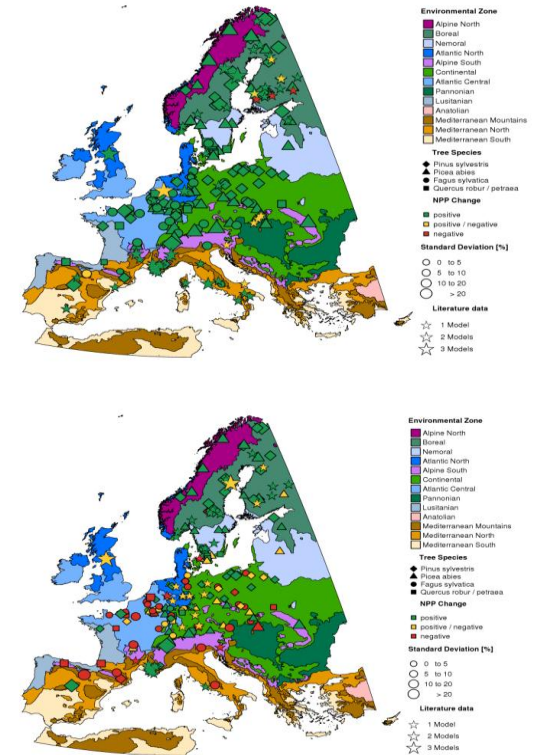 Environmental Zone
Alpine North
Boreal
Nemoral
Atlantic North
Alpine South
Continental
Atlantic Central
Pannonian
Lusitanian
Anatolian
Mediterranean Mountains
Mediterranean North
Mediterranean South
Tree Species
Pinus sylvestris
Picea abies
Fagus sylvatica
Quercus robur / petraea
NPP Change
positive
positive / negative
negative
Standard Deviation [%]
0 to 5
5 to 10
10 to 20
> 20
Literature data
1 Model
2 Models
3 Models
Environmental Zone
Alpine North
Boreal
Nemoral
Atlantic North
Alpine South
Continental
Atlantic Central
Pannonian
Lusitanian
Anatolian
Mediterranean Mountains
Mediterranean North
Mediterranean South
Tree Species
Pinus sylvestris
Picea abies
Fagus sylvatica
Quercus robur / petraea
NPP Change
positive
positive / negative
negative
Standard Deviation [%]
0 to 5
5 to 10
10 to 20
> 20
Literature data
1 Model
2 Models
3 Models